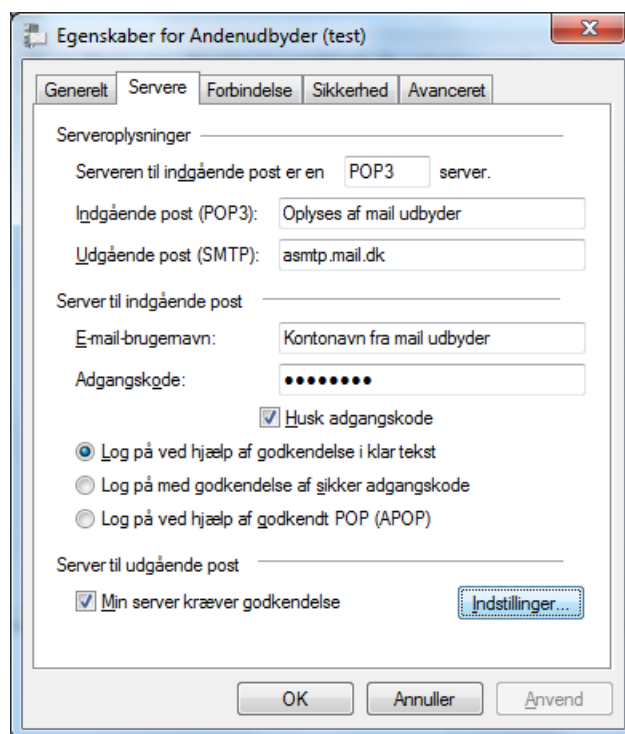 Egenskaber for Andenudbyder (test)
Generelt Servere Forbindelse Sikkerhed Avanceret
Serveroplysninger
Serveren til indgående post er en POP3 server.
Indgående post (POP3): Oplyses af mail udbyder
Udgående post (SMTP): asmtp.mail.dk
Server til indgående post
E-mail-brugernavn: Kontonavn fra mail udbyder
Adgangskode: ●●●●●●●●
Husk adgangskode
Log på ved hjælp af godkendelse i klar tekst
Log på med godkendelse af sikker adgangskode
Log på ved hjælp af godkendt POP (APOP)
Server til udgående post
Min server kræver godkendelse Indstillinger...
OK Annuller Anvend